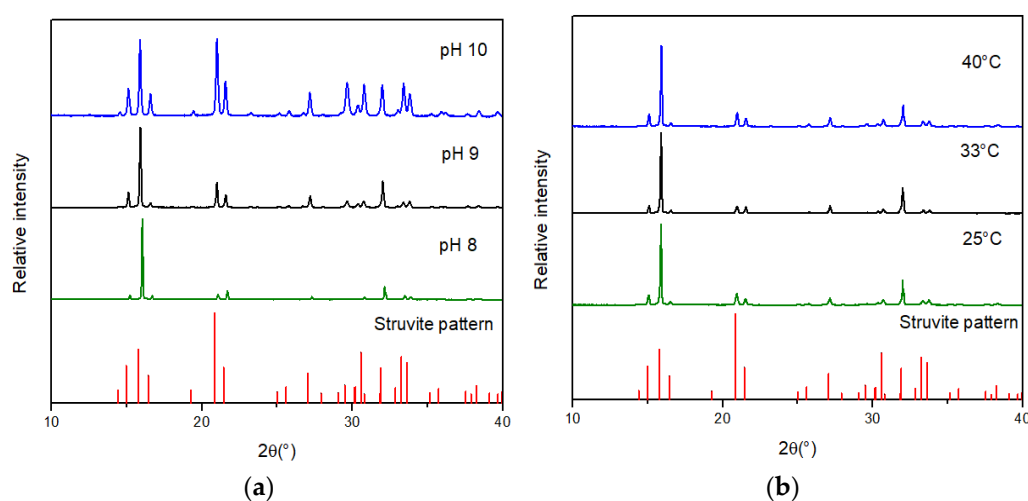 pH 10
pH 9
pH 8
Struvite pattern
Relative intensity
10 20 30 40
2θ(°)
(a)
40°C
33°C
25°C
Struvite pattern
Relative intensity
10 20 30 40
2θ(°)
(b)